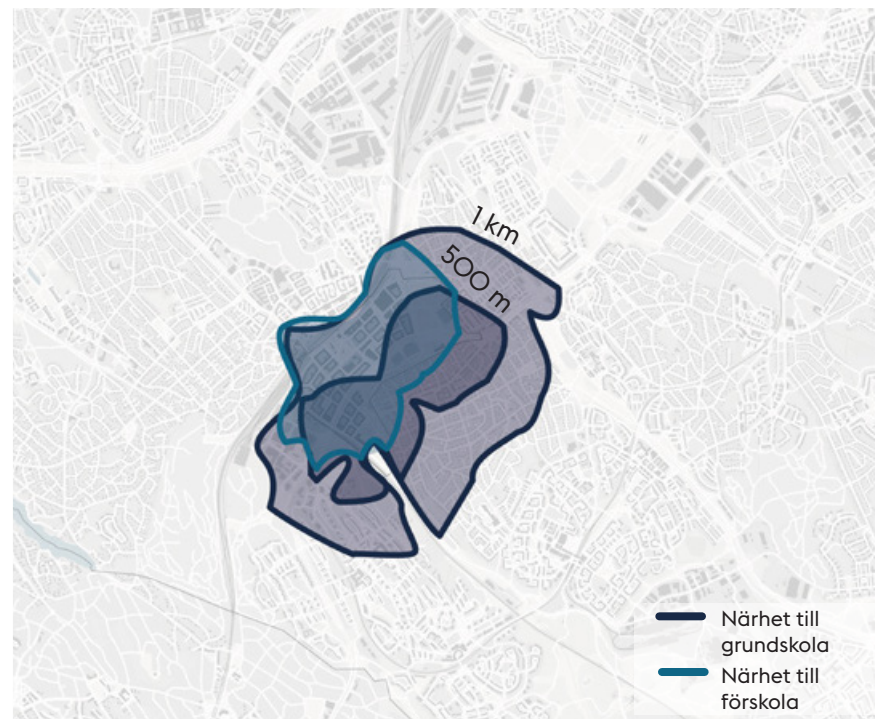 1 km
500 m
Närhet till
grundskola
Närhet till
förskola